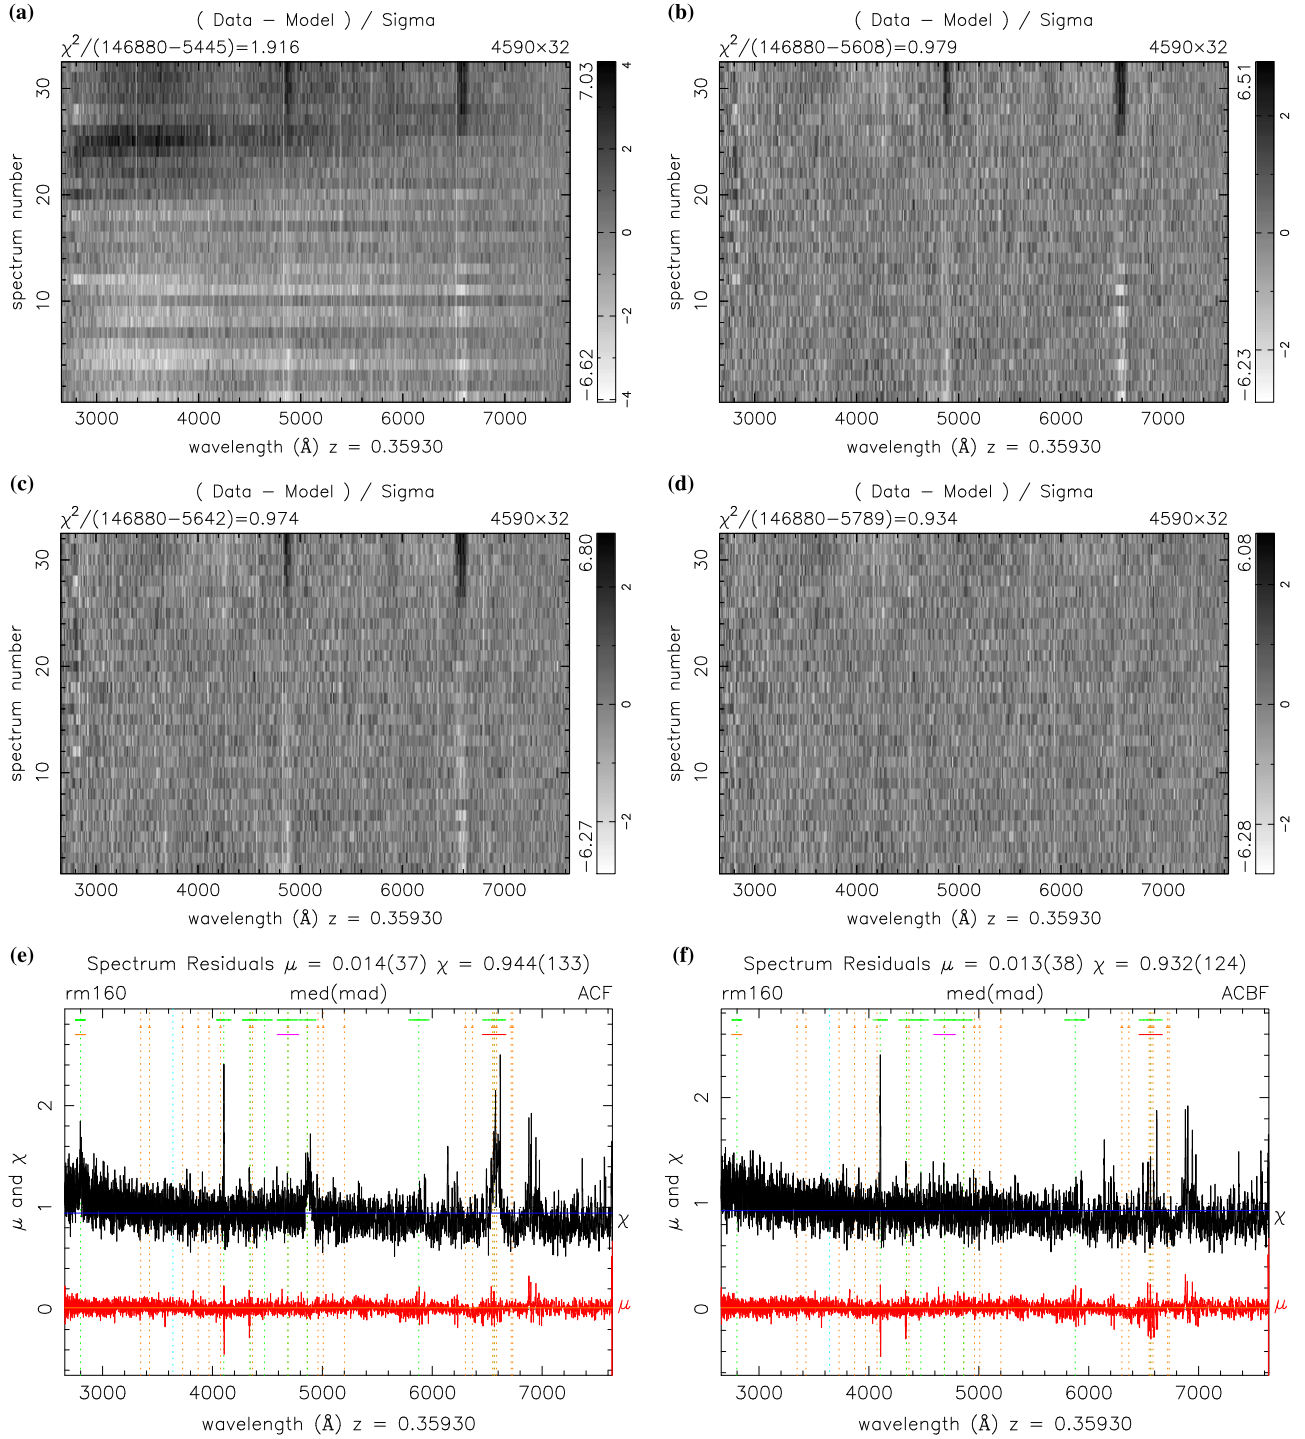 (a)
( Data − Model ) / Sigma
χ²/(146880−5445)=1.916 4590×32
30
20
10
spectrum number
3000 4000 5000 6000 7000
wavelength (Å) z = 0.35930
7.03
−6.62
4
2
0
−2
−4
(b)
( Data − Model ) / Sigma
χ²/(146880−5608)=0.979 4590×32
30
20
10
spectrum number
3000 4000 5000 6000 7000
wavelength (Å) z = 0.35930
6.51
−6.23
2
0
−2
(c)
( Data − Model ) / Sigma
χ²/(146880−5642)=0.974 4590×32
30
20
10
spectrum number
3000 4000 5000 6000 7000
wavelength (Å) z = 0.35930
6.80
−6.27
2
0
−2
(d)
( Data − Model ) / Sigma
χ²/(146880−5789)=0.934 4590×32
30
20
10
spectrum number
3000 4000 5000 6000 7000
wavelength (Å) z = 0.35930
6.08
−6.28
2
0
−2
(e)
Spectrum Residuals μ = 0.014(37) χ = 0.944(133)
rm160 med(mad) ACF
2
1
0
μ and χ
χ
μ
3000 4000 5000 6000 7000
wavelength (Å) z = 0.35930
(f)
Spectrum Residuals μ = 0.013(38) χ = 0.932(124)
rm160 med(mad) ACBF
2
1
0
μ and χ
χ
μ
3000 4000 5000 6000 7000
wavelength (Å) z = 0.35930